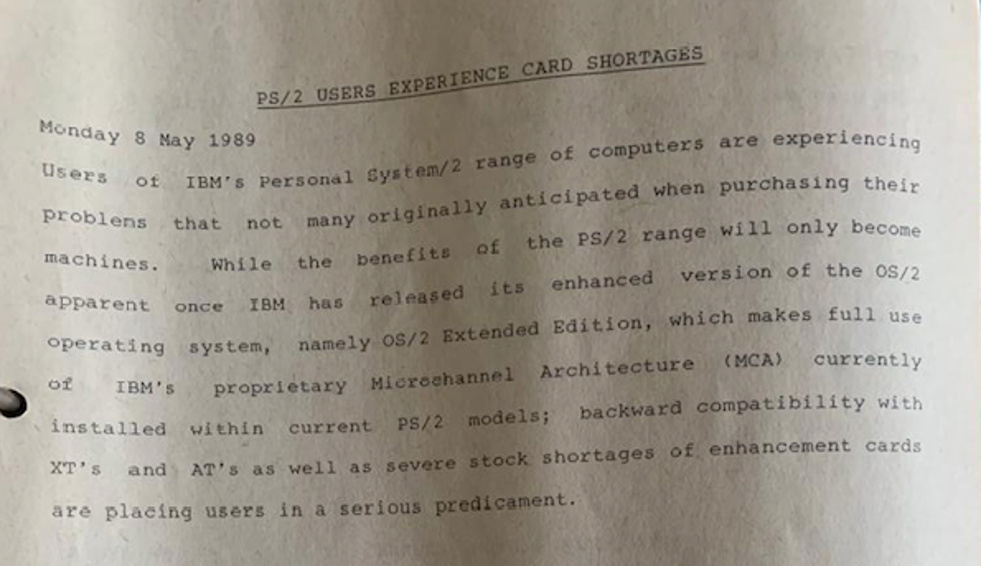 PS/2 USERS EXPERIENCE CARD SHORTAGES
Monday 8 May 1989
Users of IBM's Personal System/2 range of computers are experiencing
problems that not many originally anticipated when purchasing their
machines. While the benefits of the PS/2 range will only become
apparent once IBM has released its enhanced version of the OS/2
operating system, namely OS/2 Extended Edition, which makes full use
of IBM's proprietary Microchannel Architecture (MCA) currently
installed within current PS/2 models; backward compatibility with
XT's and AT's as well as severe stock shortages of enhancement cards
are placing users in a serious predicament.